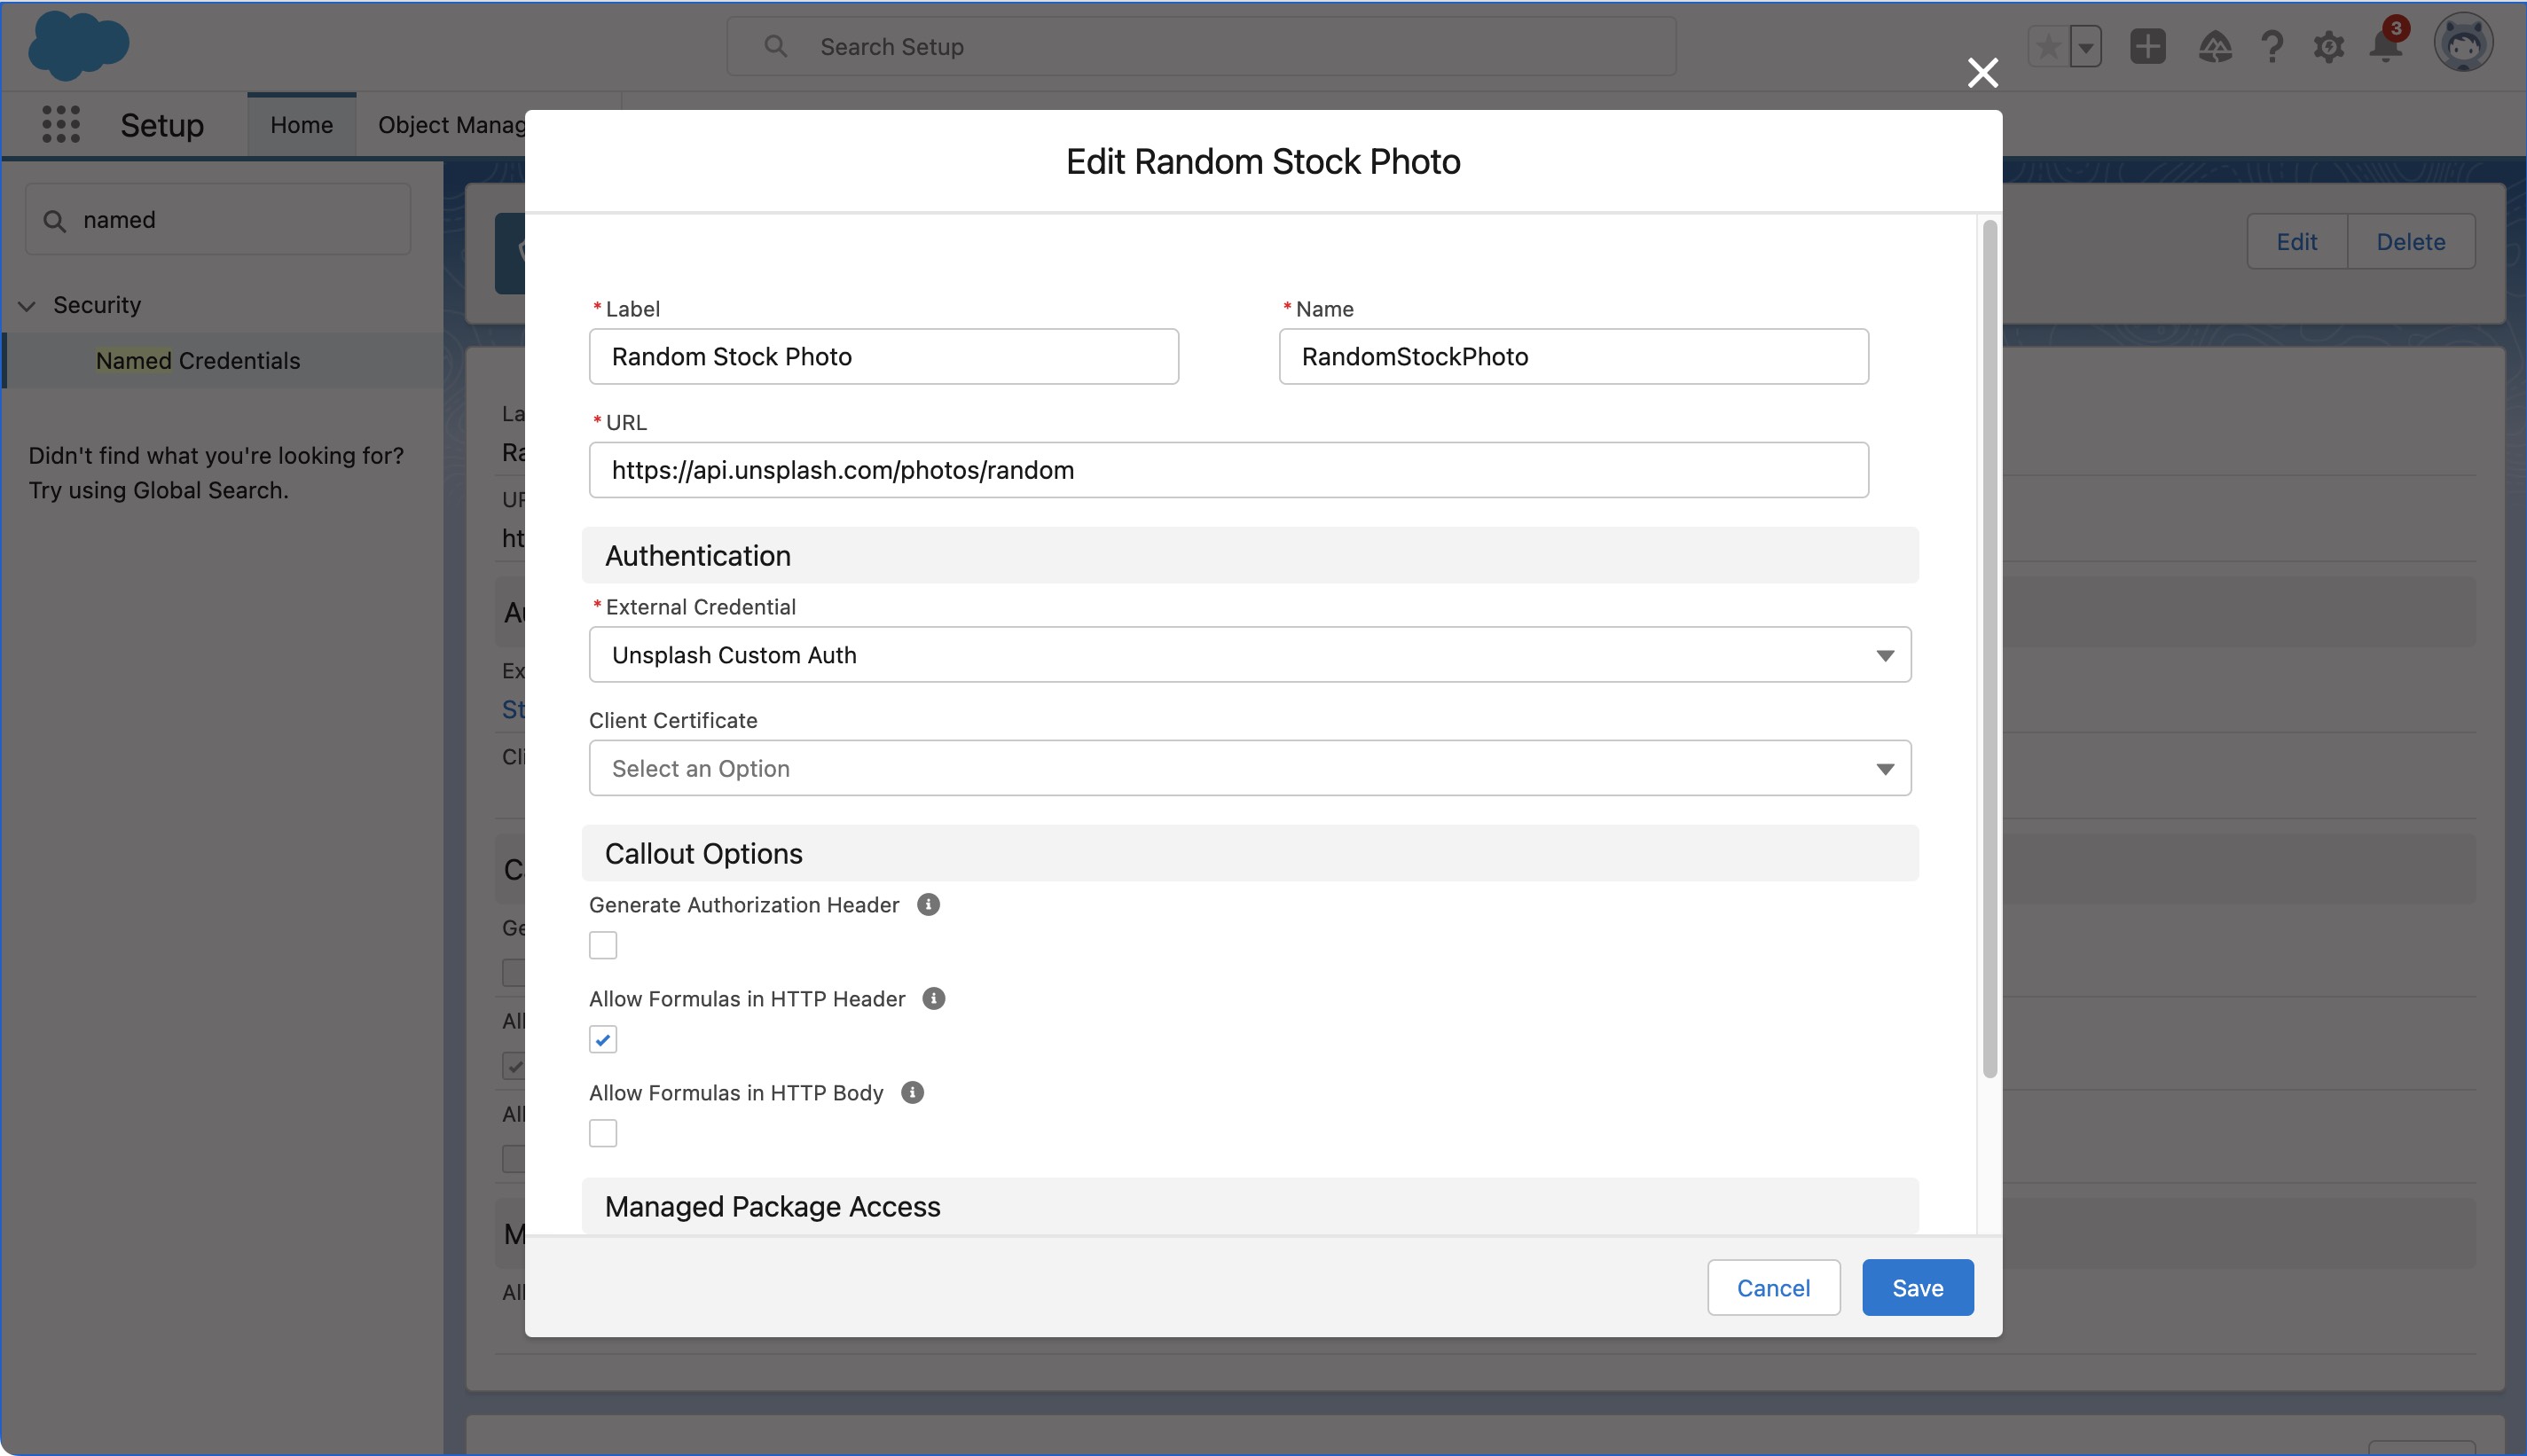 Search Setup
3
Setup
Home
Object Manag
named
Security
Named Credentials
Didn't find what you're looking for?
Try using Global Search.
Edit
Delete
La
Ra
UR
ht
Ex
St
Cli
Ge
All
All
M
All
Edit Random Stock Photo
* Label
Random Stock Photo
* Name
RandomStockPhoto
* URL
https://api.unsplash.com/photos/random
Authentication
* External Credential
Unsplash Custom Auth
Client Certificate
Select an Option
Callout Options
Generate Authorization Header
Allow Formulas in HTTP Header
Allow Formulas in HTTP Body
Managed Package Access
Cancel
Save